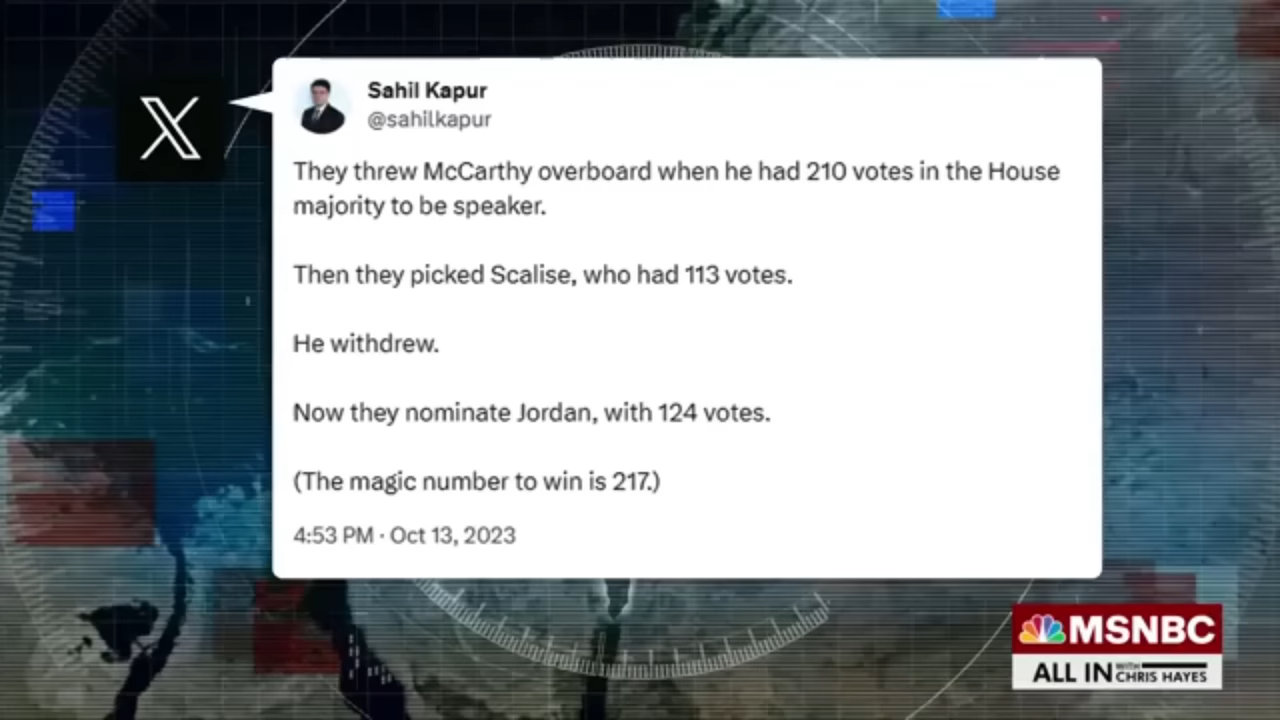 X
Sahil Kapur
@sahilkapur
They threw McCarthy overboard when he had 210 votes in the House
majority to be speaker.
Then they picked Scalise, who had 113 votes.
He withdrew.
Now they nominate Jordan, with 124 votes.
(The magic number to win is 217.)
4:53 PM · Oct 13, 2023
MSNBC
ALL IN WITH CHRIS HAYES